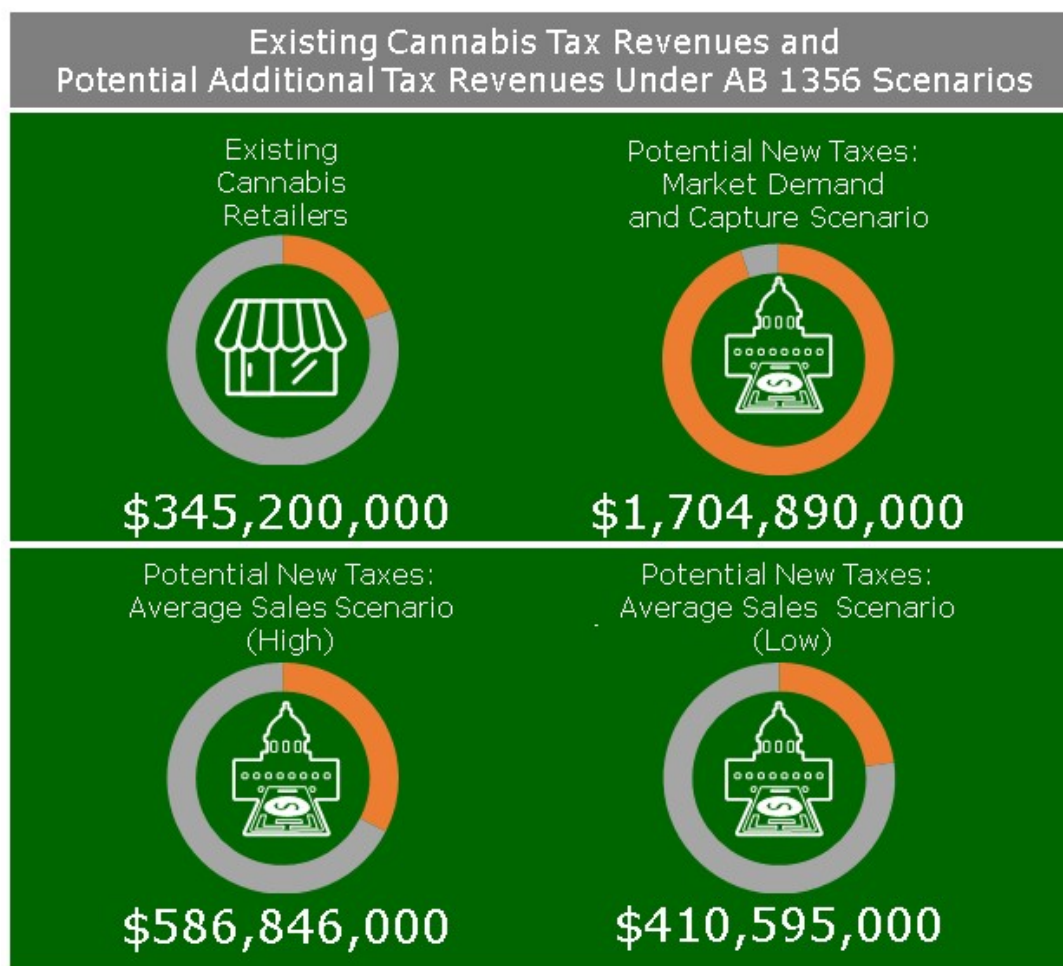 Existing Cannabis Tax Revenues and
Potential Additional Tax Revenues Under AB 1356 Scenarios
Existing
Cannabis
Retailers
$345,200,000
Potential New Taxes:
Market Demand
and Capture Scenario
$1,704,890,000
Potential New Taxes:
Average Sales Scenario
(High)
$586,846,000
Potential New Taxes:
Average Sales Scenario
(Low)
$410,595,000